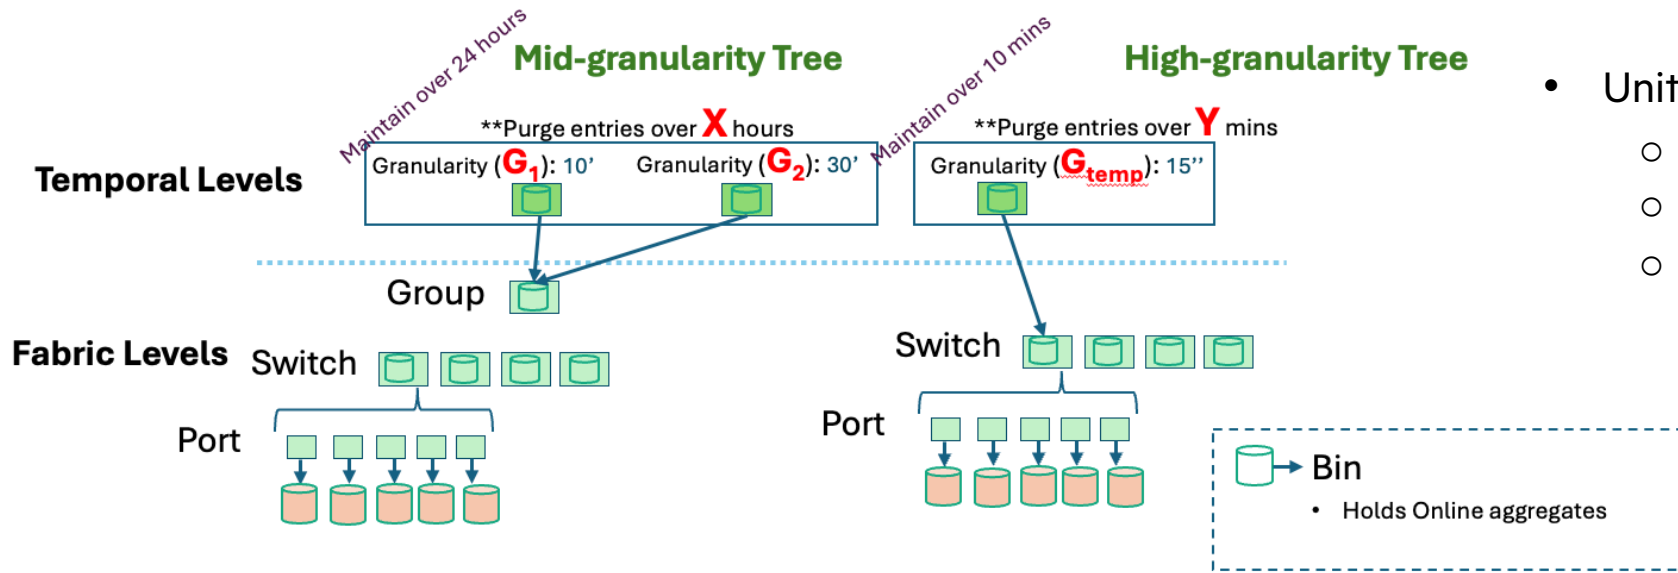 Maintain over 24 hours
Mid-granularity Tree
Maintain over 10 mins
High-granularity Tree
• Unit
**Purge entries over X hours
**Purge entries over Y mins
Temporal Levels
Granularity (G1): 10’
Granularity (G2): 30’
Granularity (Gtemp): 15’’
Group
Fabric Levels
Switch
Switch
Port
Port
Bin
• Holds Online aggregates